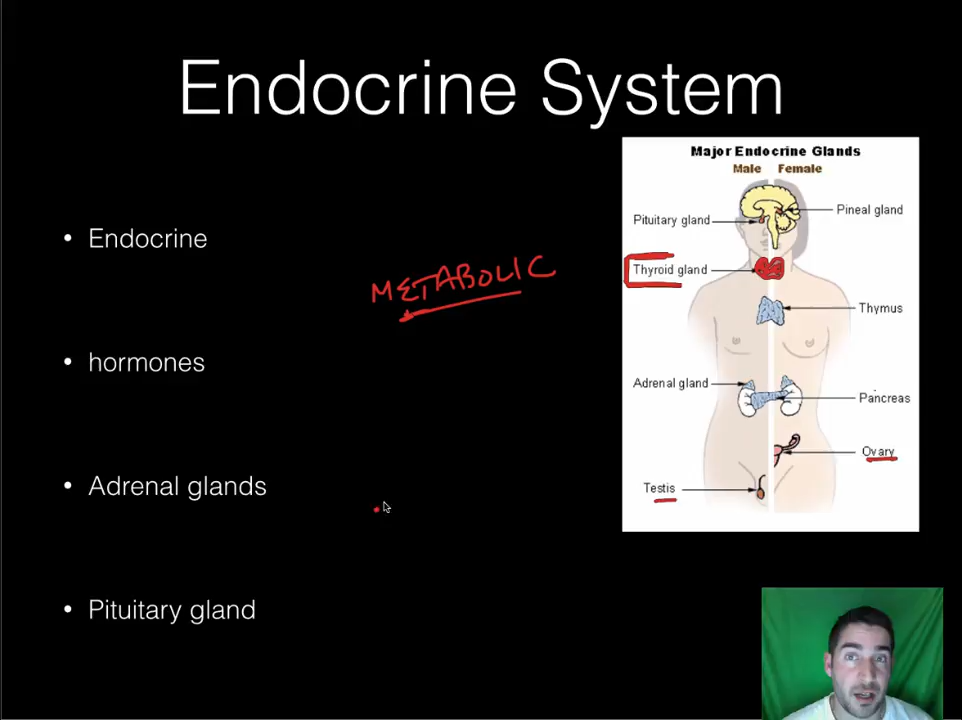 Endocrine System
• Endocrine
METABOLIC
• hormones
• Adrenal glands
• Pituitary gland
Major Endocrine Glands
Male Female
Pituitary gland
Pineal gland
Thyroid gland
Thymus
Adrenal gland
Pancreas
Ovary
Testis